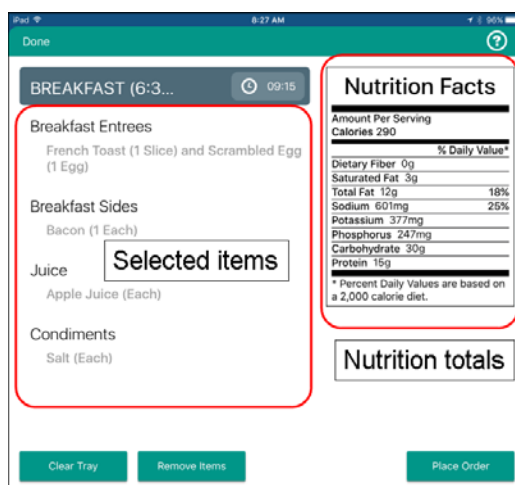 iPad 8:27 AM 96%
Done ?
BREAKFAST (6:3... 09:15
Breakfast Entrees
French Toast (1 Slice) and Scrambled Egg
(1 Egg)
Breakfast Sides
Bacon (1 Each)
Selected items
Juice
Apple Juice (Each)
Condiments
Salt (Each)
Nutrition Facts
Amount Per Serving
Calories 290
% Daily Value*
Dietary Fiber 0g
Saturated Fat 3g
Total Fat 12g 18%
Sodium 601mg 25%
Potassium 377mg
Phosphorus 247mg
Carbohydrate 30g
Protein 15g
* Percent Daily Values are based on
a 2,000 calorie diet.
Nutrition totals
Clear Tray Remove Items Place Order